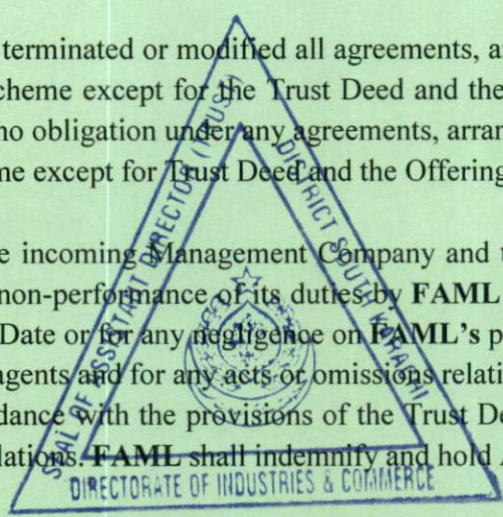 terminated or modified all agreements, a
cheme except for the Trust Deed and the
no obligation under any agreements, arran
ne except for Trust Deed and the Offering
e incoming Management Company and t
non-performance of its duties by FAML
Date or for any negligence on FAML's p
agents and for any acts or omissions relati
dance with the provisions of the Trust De
lations. FAML shall indemnify and hold A
SEAL OF ASSISTANT DIRECTOR (TRUST)
DISTRICT SOUTH KARACHI
DIRECTORATE OF INDUSTRIES & COMMERCE